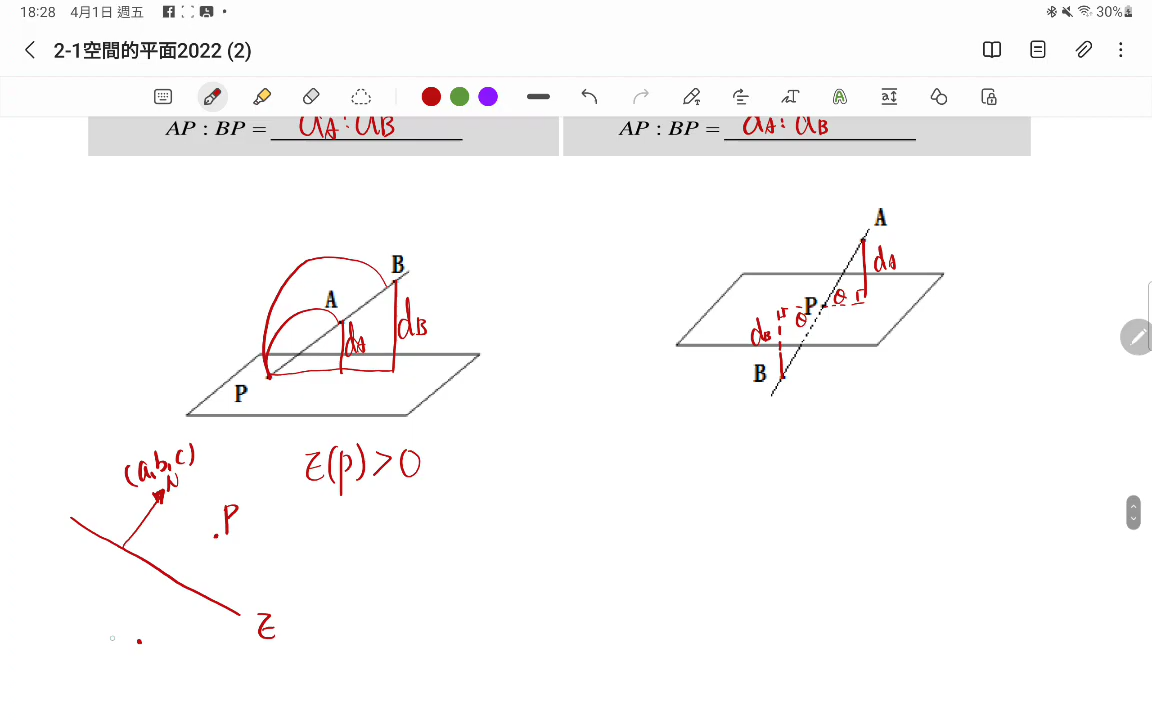 18:28 4月1日 週五 30%
2-1空間的平面2022 (2)
AP : BP = dA : dB
AP : BP = dA : dB
B
A
dA
dB
P
A
dA
P
θ
θ
dB
B
(a,b,c)
N
E(p)>0
.P
E